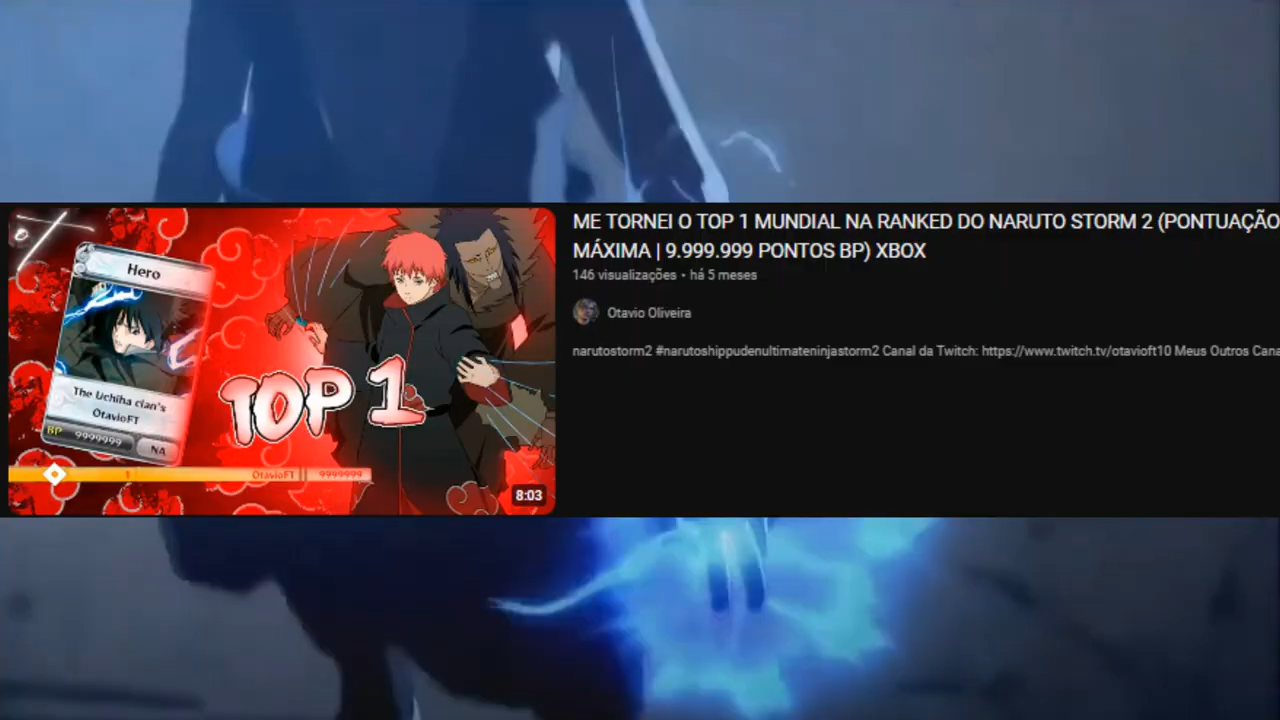 Hero
The Uchiha clan's
OtavioFT
BP 9999999 NA
TOP 1
1 OtavioFT 9999999
8:03
ME TORNEI O TOP 1 MUNDIAL NA RANKED DO NARUTO STORM 2 (PONTUAÇÃO
MÁXIMA | 9.999.999 PONTOS BP) XBOX
146 visualizações • há 5 meses
Otavio Oliveira
narutostorm2 #narutoshippudenultimateninjastorm2 Canal da Twitch: https://www.twitch.tv/otavioft10 Meus Outros Cana